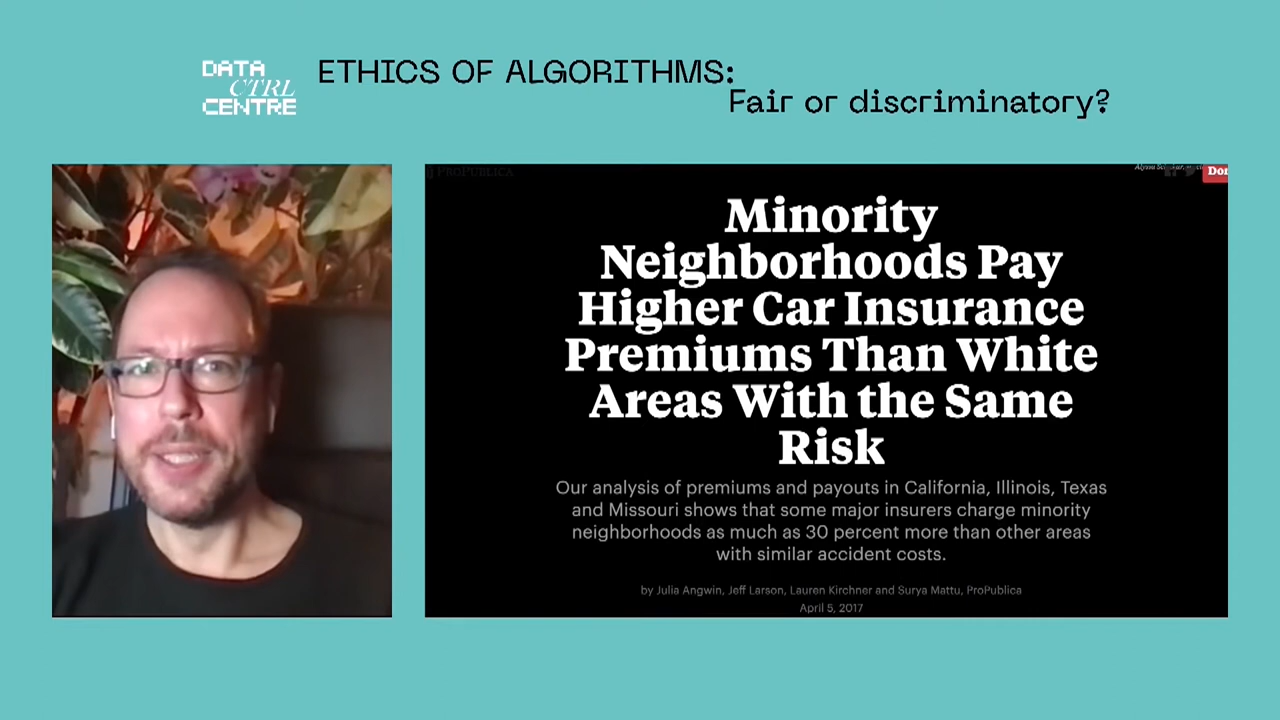 DATA
CTRL
CENTRE
ETHICS OF ALGORITHMS:
Fair or discriminatory?
PROPUBLICA
Don
Minority
Neighborhoods Pay
Higher Car Insurance
Premiums Than White
Areas With the Same
Risk
Our analysis of premiums and payouts in California, Illinois, Texas
and Missouri shows that some major insurers charge minority
neighborhoods as much as 30 percent more than other areas
with similar accident costs.
by Julia Angwin, Jeff Larson, Lauren Kirchner and Surya Mattu, ProPublica
April 5, 2017